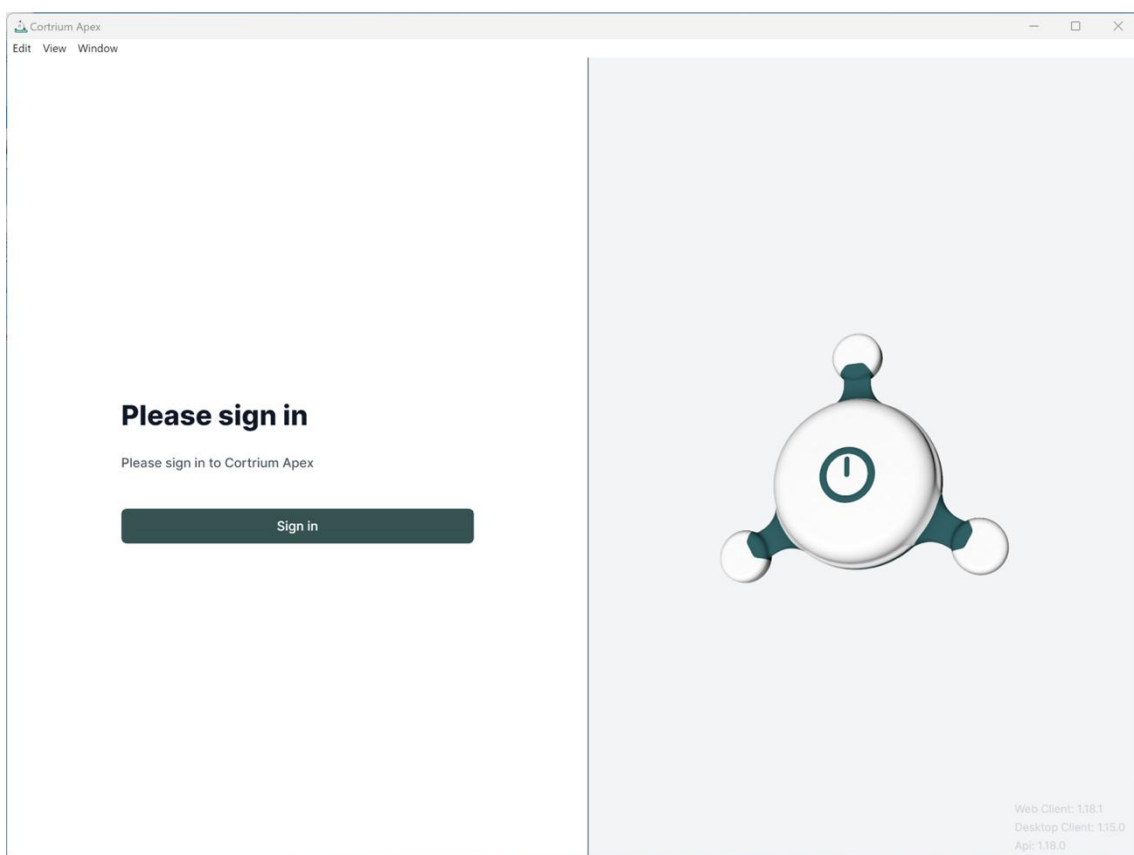 Cortrium Apex
Edit View Window
Please sign in
Please sign in to Cortrium Apex
Sign in
Web Client: 1.18.1
Desktop Client: 1.15.0
Api: 1.18.0